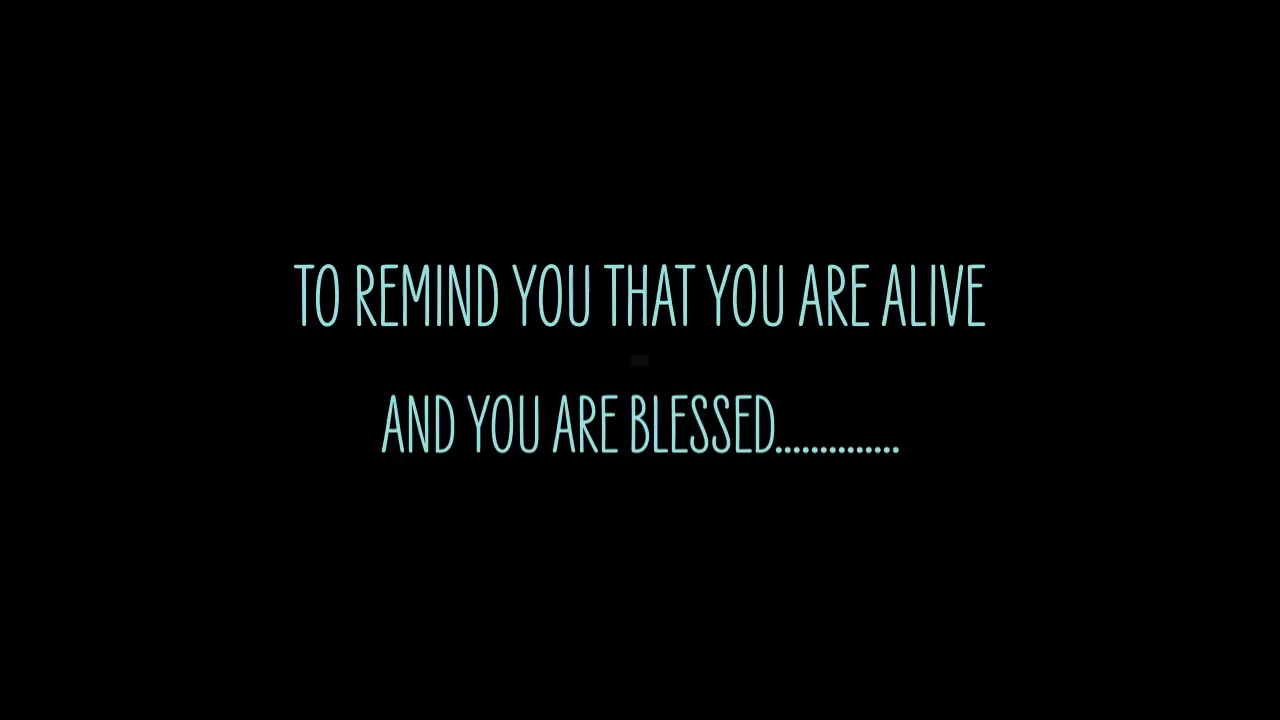 TO REMIND YOU THAT YOU ARE ALIVE
AND YOU ARE BLESSED..............